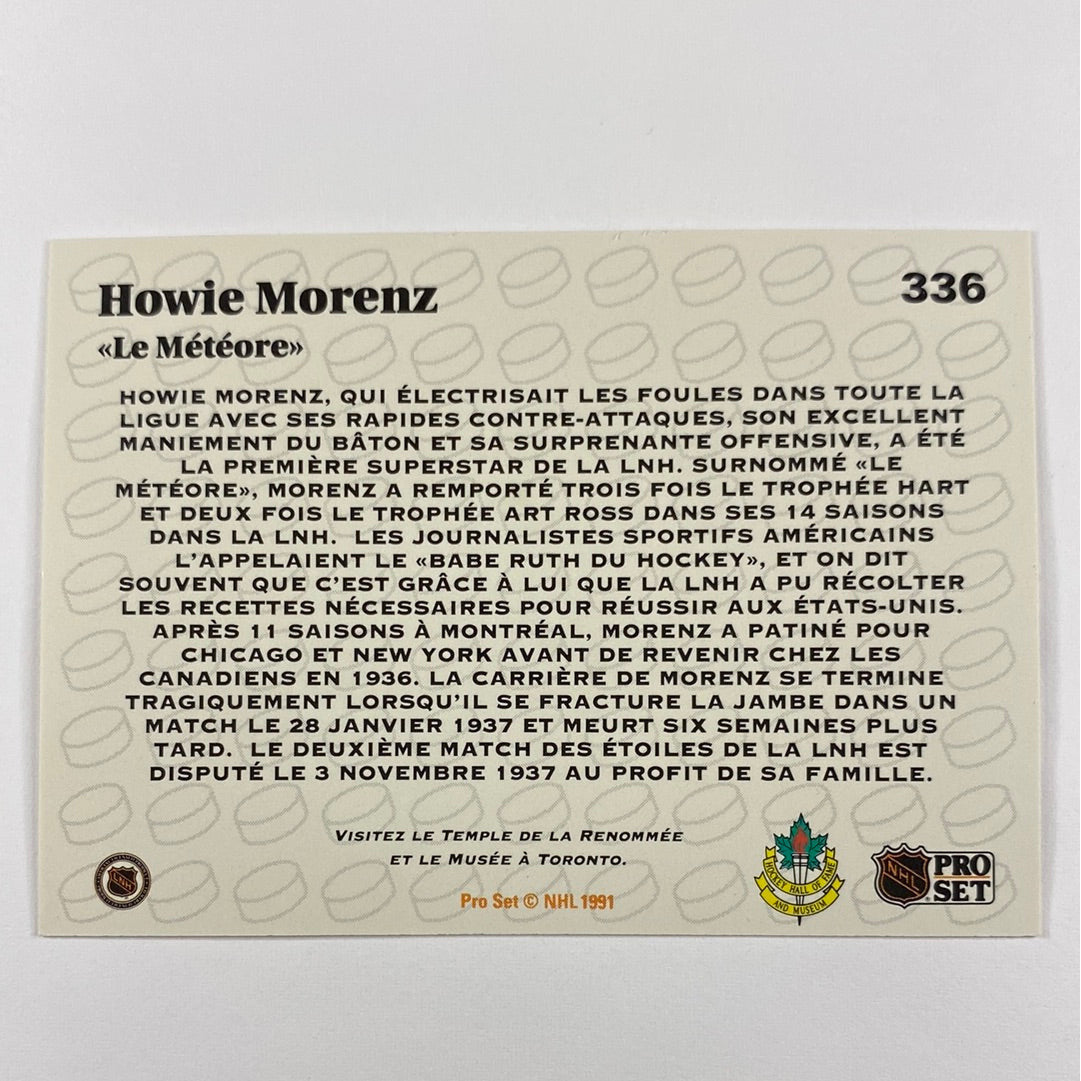 Howie Morenz
336
«Le Météore»
HOWIE MORENZ, QUI ÉLECTRISAIT LES FOULES DANS TOUTE LA
LIGUE AVEC SES RAPIDES CONTRE-ATTAQUES, SON EXCELLENT
MANIEMENT DU BÂTON ET SA SURPRENANTE OFFENSIVE, A ÉTÉ
LA PREMIÈRE SUPERSTAR DE LA LNH. SURNOMMÉ «LE
MÉTÉORE», MORENZ A REMPORTÉ TROIS FOIS LE TROPHÉE HART
ET DEUX FOIS LE TROPHÉE ART ROSS DANS SES 14 SAISONS
DANS LA LNH. LES JOURNALISTES SPORTIFS AMÉRICAINS
L'APPELAIENT LE «BABE RUTH DU HOCKEY», ET ON DIT
SOUVENT QUE C'EST GRÂCE À LUI QUE LA LNH A PU RÉCOLTER
LES RECETTES NÉCESSAIRES POUR RÉUSSIR AUX ÉTATS-UNIS.
APRÈS 11 SAISONS À MONTRÉAL, MORENZ A PATINÉ POUR
CHICAGO ET NEW YORK AVANT DE REVENIR CHEZ LES
CANADIENS EN 1936. LA CARRIÈRE DE MORENZ SE TERMINE
TRAGIQUEMENT LORSQU'IL SE FRACTURE LA JAMBE DANS UN
MATCH LE 28 JANVIER 1937 ET MEURT SIX SEMAINES PLUS
TARD. LE DEUXIÈME MATCH DES ÉTOILES DE LA LNH EST
DISPUTÉ LE 3 NOVEMBRE 1937 AU PROFIT DE SA FAMILLE.
VISITEZ LE TEMPLE DE LA RENOMMÉE
ET LE MUSÉE À TORONTO.
Pro Set © NHL 1991
HOCKEY HALL OF FAME
AND MUSEUM
NHL
PRO
SET